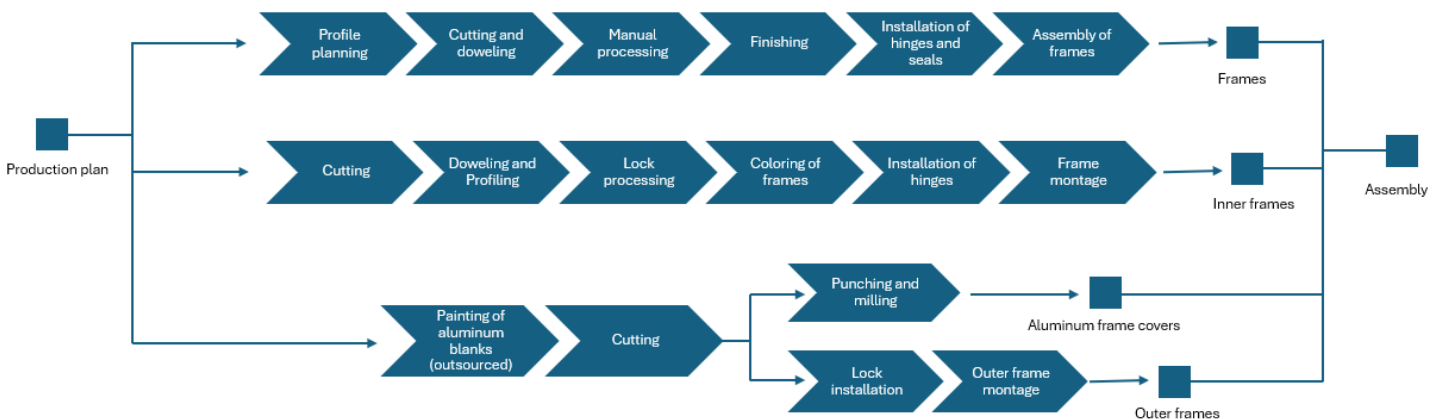 Profile
planning
Cutting and
doweling
Manual
processing
Finishing
Installation of
hinges and
seals
Assembly of
frames
Frames
Production plan
Cutting
Doweling and
Profiling
Lock
processing
Coloring of
frames
Installation of
hinges
Frame
montage
Inner frames
Assembly
Painting of
aluminum
blanks
(outsourced)
Cutting
Punching and
milling
Aluminum frame covers
Lock
installation
Outer frame
montage
Outer frames